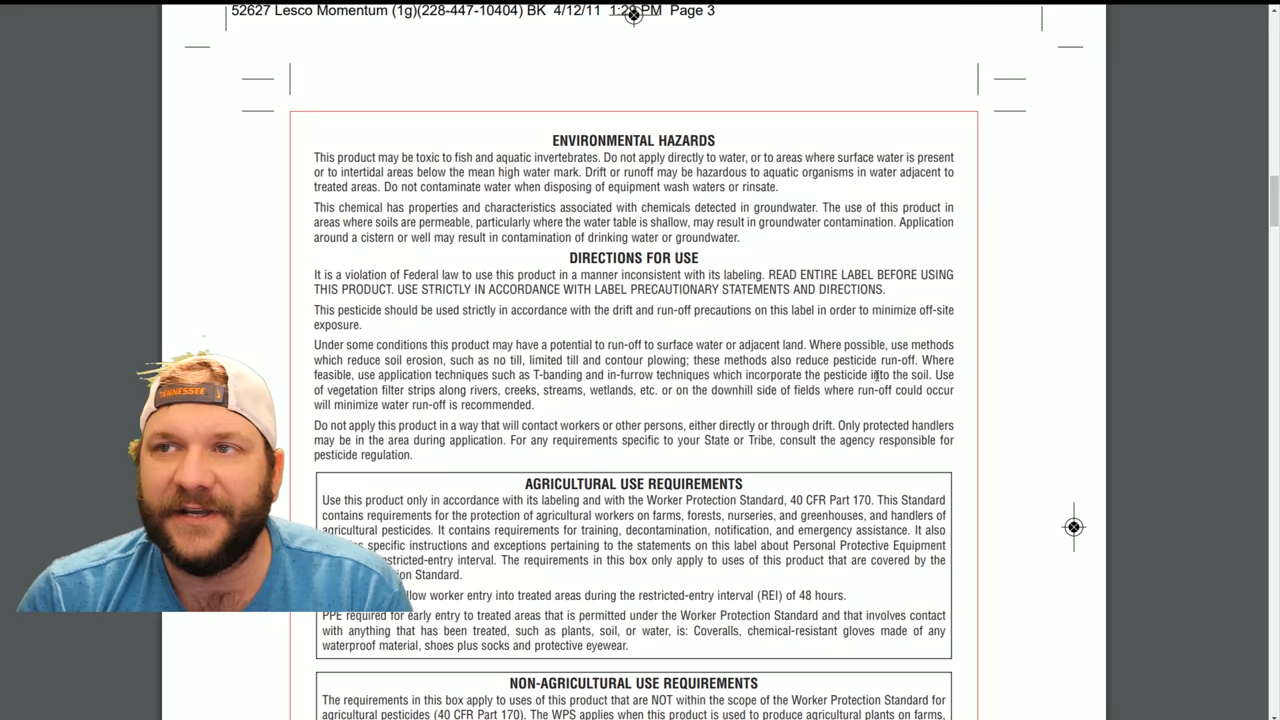 52627 Lesco Momentum (1g)(228-447-10404) BK 4/12/11 1:23 PM Page 3
ENVIRONMENTAL HAZARDS
This product may be toxic to fish and aquatic invertebrates. Do not apply directly to water, or to areas where surface water is present
or to intertidal areas below the mean high water mark. Drift or runoff may be hazardous to aquatic organisms in water adjacent to
treated areas. Do not contaminate water when disposing of equipment wash waters or rinsate.
This chemical has properties and characteristics associated with chemicals detected in groundwater. The use of this product in
areas where soils are permeable, particularly where the water table is shallow, may result in groundwater contamination. Application
around a cistern or well may result in contamination of drinking water or groundwater.
DIRECTIONS FOR USE
It is a violation of Federal law to use this product in a manner inconsistent with its labeling. READ ENTIRE LABEL BEFORE USING
THIS PRODUCT. USE STRICTLY IN ACCORDANCE WITH LABEL PRECAUTIONARY STATEMENTS AND DIRECTIONS.
This pesticide should be used strictly in accordance with the drift and run-off precautions on this label in order to minimize off-site
exposure.
Under some conditions this product may have a potential to run-off to surface water or adjacent land. Where possible, use methods
which reduce soil erosion, such as no till, limited till and contour plowing; these methods also reduce pesticide run-off. Where
feasible, use application techniques such as T-banding and in-furrow techniques which incorporate the pesticide into the soil. Use
of vegetation filter strips along rivers, creeks, streams, wetlands, etc. or on the downhill side of fields where run-off could occur
will minimize water run-off is recommended.
Do not apply this product in a way that will contact workers or other persons, either directly or through drift. Only protected handlers
may be in the area during application. For any requirements specific to your State or Tribe, consult the agency responsible for
pesticide regulation.
AGRICULTURAL USE REQUIREMENTS
Use this product only in accordance with its labeling and with the Worker Protection Standard, 40 CFR Part 170. This Standard
contains requirements for the protection of agricultural workers on farms, forests, nurseries, and greenhouses, and handlers of
agricultural pesticides. It contains requirements for training, decontamination, notification, and emergency assistance. It also
specific instructions and exceptions pertaining to the statements on this label about Personal Protective Equipment
stricted-entry interval. The requirements in this box only apply to uses of this product that are covered by the
ion Standard.
llow worker entry into treated areas during the restricted-entry interval (REI) of 48 hours.
PPE required for early entry to treated areas that is permitted under the Worker Protection Standard and that involves contact
with anything that has been treated, such as plants, soil, or water, is: Coveralls, chemical-resistant gloves made of any
waterproof material, shoes plus socks and protective eyewear.
NON-AGRICULTURAL USE REQUIREMENTS
The requirements in this box apply to uses of this product that are NOT within the scope of the Worker Protection Standard for
agricultural pesticides (40 CFR Part 170). The WPS applies when this product is used to produce agricultural plants on farms,
TENNESSEE